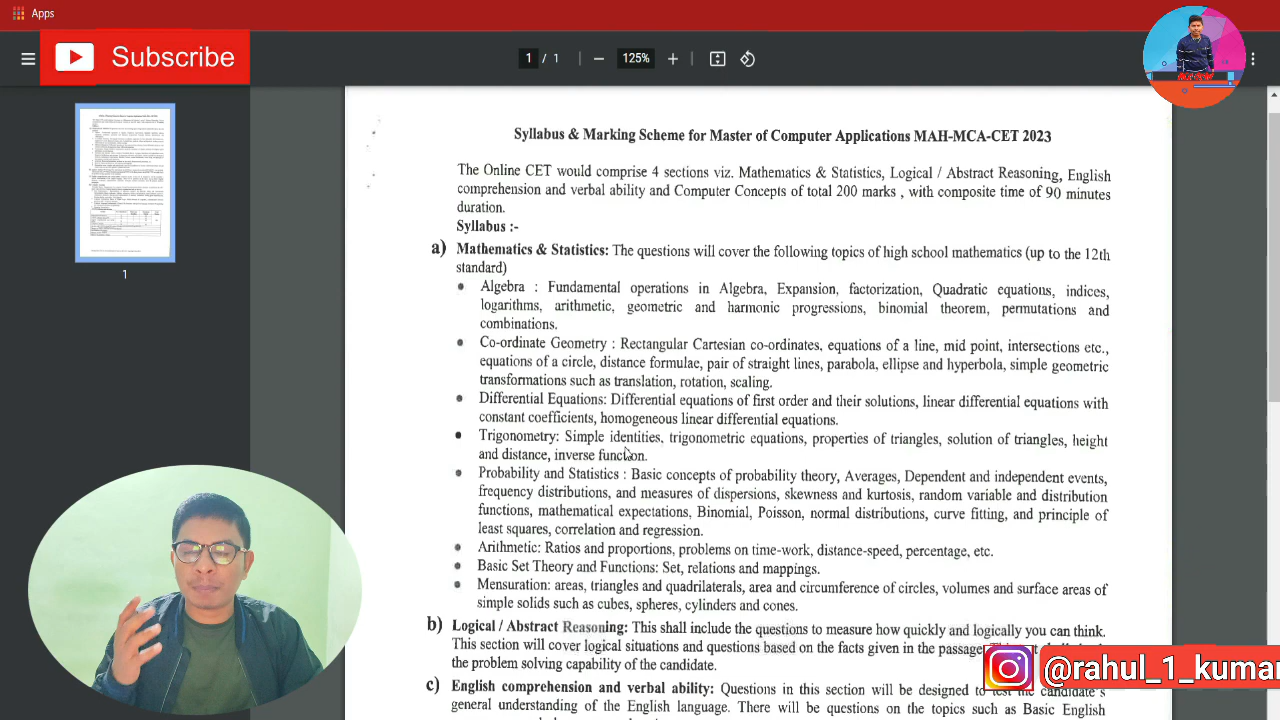 Apps
Subscribe
1 / 1
125%
Syllabus & Marking Scheme for Master of Computer Applications MAH-MCA-CET 2023
The Online test would comprise 4 sections viz. Mathematics & Statistics, Logical / Abstract Reasoning, English
comprehension and verbal ability and Computer Concepts of total 200 marks , with composite time of 90 minutes
duration.
Syllabus :-
a) Mathematics & Statistics: The questions will cover the following topics of high school mathematics (up to the 12th
standard)
Algebra : Fundamental operations in Algebra, Expansion, factorization, Quadratic equations, indices,
logarithms, arithmetic, geometric and harmonic progressions, binomial theorem, permutations and
combinations.
Co-ordinate Geometry : Rectangular Cartesian co-ordinates, equations of a line, mid point, intersections etc.,
equations of a circle, distance formulae, pair of straight lines, parabola, ellipse and hyperbola, simple geometric
transformations such as translation, rotation, scaling.
Differential Equations: Differential equations of first order and their solutions, linear differential equations with
constant coefficients, homogeneous linear differential equations.
Trigonometry: Simple identities, trigonometric equations, properties of triangles, solution of triangles, height
and distance, inverse function.
Probability and Statistics : Basic concepts of probability theory, Averages, Dependent and independent events,
frequency distributions, and measures of dispersions, skewness and kurtosis, random variable and distribution
functions, mathematical expectations, Binomial, Poisson, normal distributions, curve fitting, and principle of
least squares, correlation and regression.
Arithmetic: Ratios and proportions, problems on time-work, distance-speed, percentage, etc.
Basic Set Theory and Functions: Set, relations and mappings.
Mensuration: areas, triangles and quadrilaterals, area and circumference of circles, volumes and surface areas of
simple solids such as cubes, spheres, cylinders and cones.
b) Logical / Abstract Reasoning: This shall include the questions to measure how quickly and logically you can think.
This section will cover logical situations and questions based on the facts given in the passage
the problem solving capability of the candidate.
c) English comprehension and verbal ability: Questions in this section will be designed to test the candidate's
general understanding of the English language. There will be questions on the topics such as Basic English
@rahul_1_kumar
1